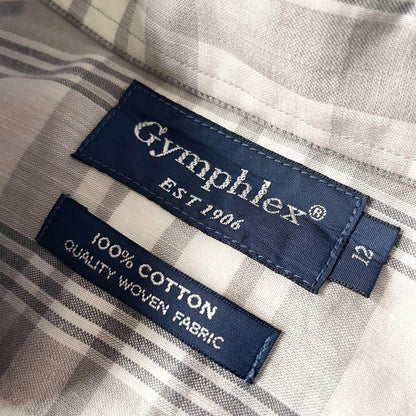 Gymphlex®
EST 1906
12
100% COTTON
QUALITY WOVEN FABRIC